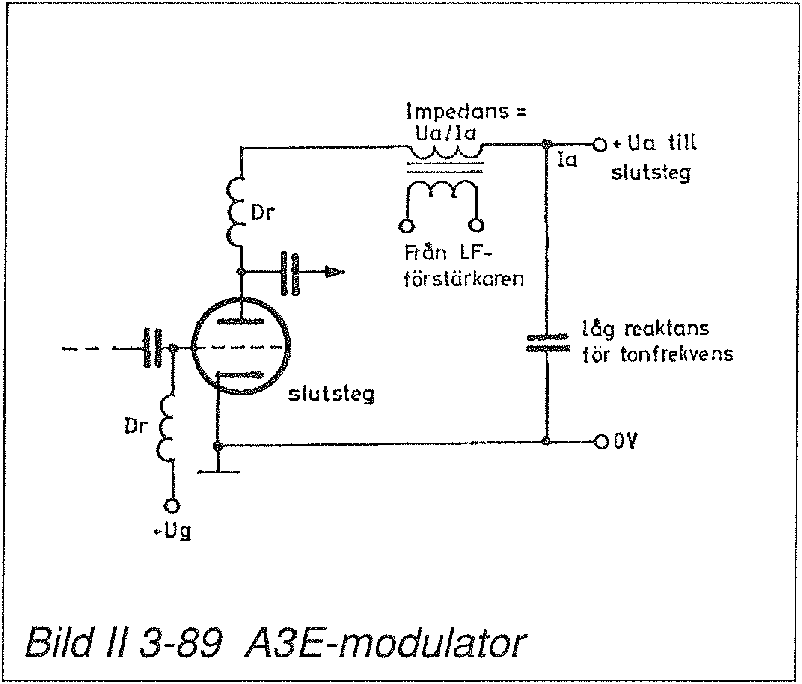 Impedans =
Ua/Ia
+ Ua till
slutsteg
Ia
Dr
Från LF-
förstärkaren
låg reaktans
för tonfrekvens
slutsteg
Dr
0V
-Ug
Bild II 3-89 A3E-modulator